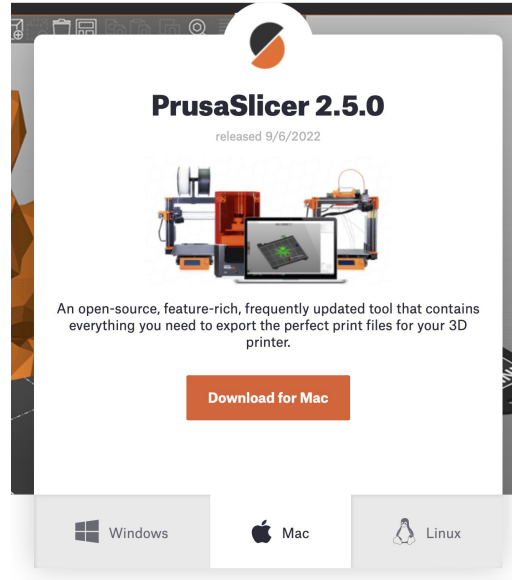 PrusaSlicer 2.5.0
released 9/6/2022
An open-source, feature-rich, frequently updated tool that contains
everything you need to export the perfect print files for your 3D
printer.
Download for Mac
Windows
Mac
Linux